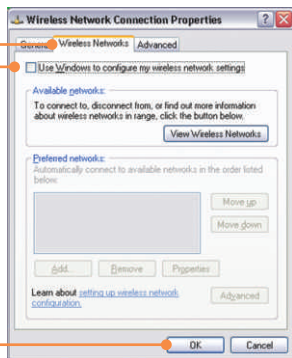 Wireless Network Connection Properties
General Wireless Networks Advanced
Use Windows to configure my wireless network settings
Available networks:
To connect to, disconnect from, or find out more information
about wireless networks in range, click the button below.
View Wireless Networks
Preferred networks:
Automatically connect to available networks in the order listed
below:
Move up
Move down
Add... Remove Properties
Learn about setting up wireless network
configuration.
Advanced
OK Cancel